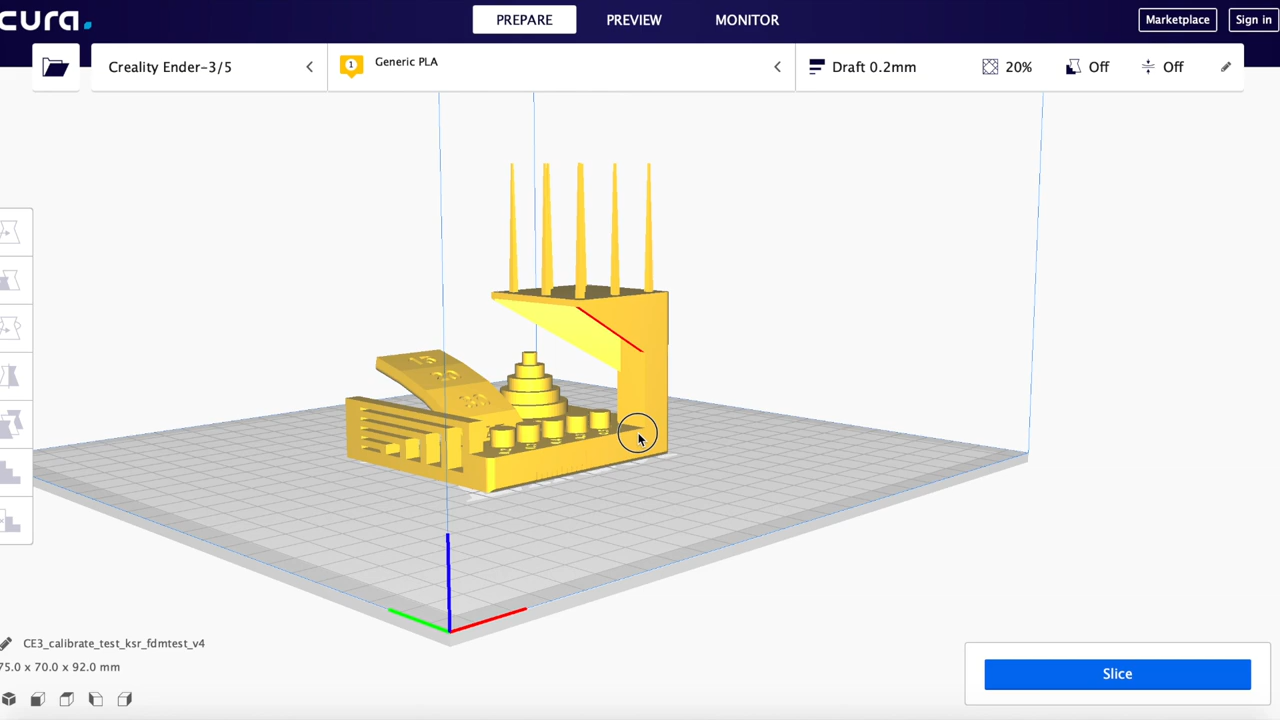 cura.
PREPARE
PREVIEW
MONITOR
Marketplace
Sign in
Creality Ender-3/5
1
Generic PLA
Draft 0.2mm
20%
Off
Off
CE3_calibrate_test_ksr_fdmtest_v4
75.0 x 70.0 x 92.0 mm
Slice